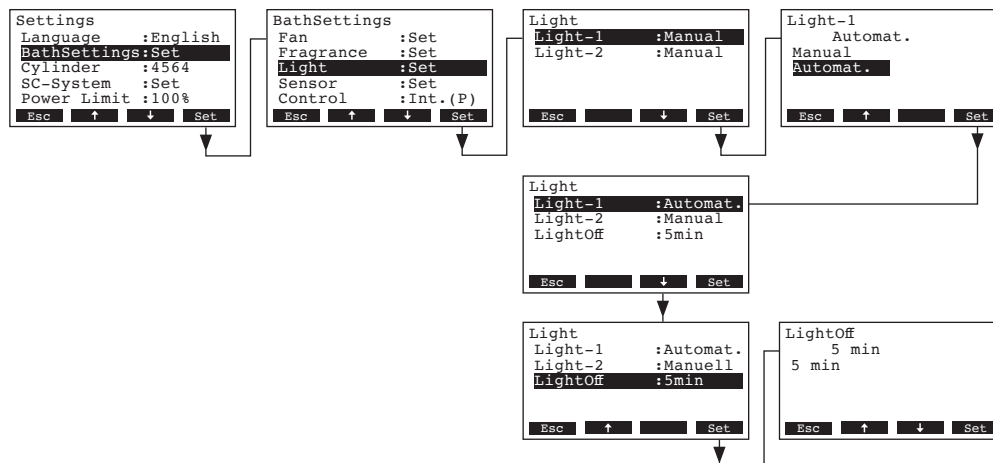 Settings
Language :English
BathSettings:Set
Cylinder :4564
SC-System :Set
Power Limit :100%
Esc ↑ ↓ Set
BathSettings
Fan :Set
Fragrance :Set
Light :Set
Sensor :Set
Control :Int.(P)
Esc ↑ ↓ Set
Light
Light-1 :Manual
Light-2 :Manual
Esc ↓ Set
Light-1
Automat.
Manual
Automat.
Esc ↑ Set
Light
Light-1 :Automat.
Light-2 :Manual
LightOff :5min
Esc ↓ Set
Light
Light-1 :Automat.
Light-2 :Manuell
LightOff :5min
Esc ↑ Set
LightOff
5 min
5 min
Esc ↑ ↓ Set